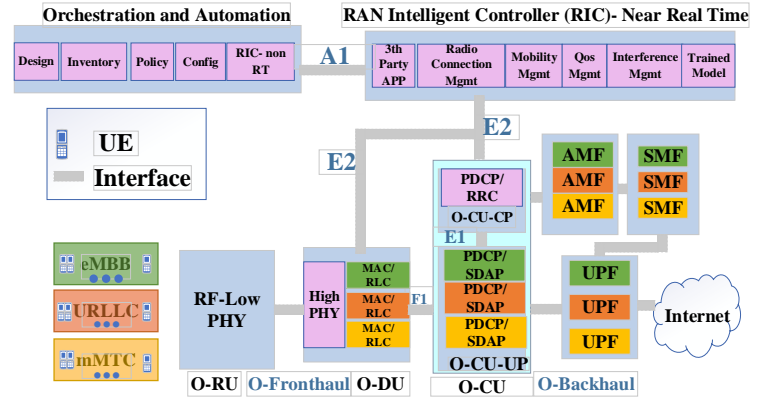 Orchestration and Automation
RAN Intelligent Controller (RIC)- Near Real Time
Design
Inventory
Policy
Config
RIC- non
RT
A1
3th
Party
APP
Radio
Connection
Mgmt
Mobility
Mgmt
Qos
Mgmt
Interference
Mgmt
Trained
Model
UE
Interface
E2
E2
PDCP/
RRC
O-CU-CP
E1
AMF
AMF
AMF
SMF
SMF
SMF
eMBB
URLLC
mMTC
RF-Low
PHY
High
PHY
MAC/
RLC
MAC/
RLC
MAC/
RLC
F1
PDCP/
SDAP
PDCP/
SDAP
PDCP/
SDAP
O-CU-UP
UPF
UPF
UPF
Internet
O-RU
O-Fronthaul
O-DU
O-CU
O-Backhaul